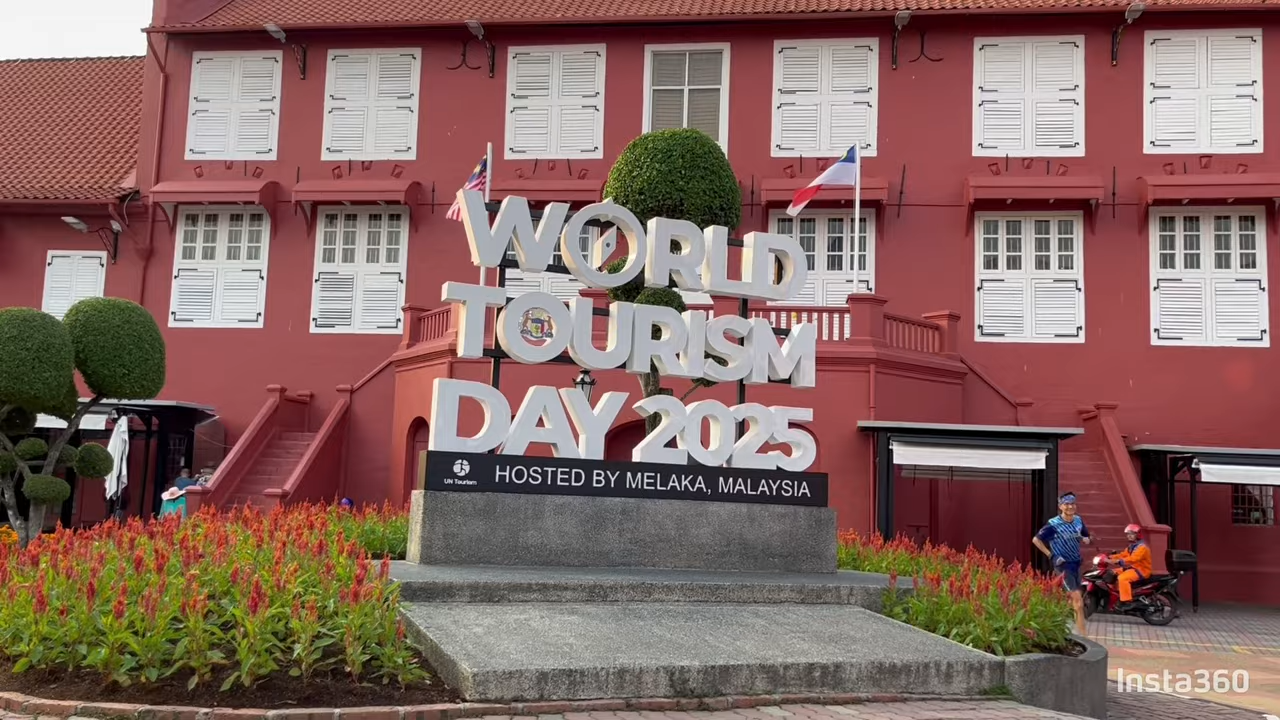 WORLD
TOURISM
DAY 2025
UN Tourism
HOSTED BY MELAKA, MALAYSIA
Insta360